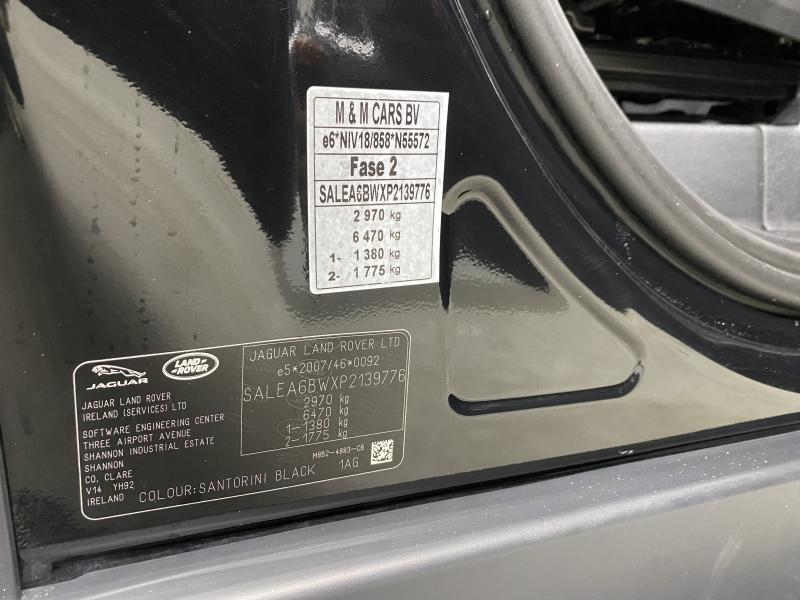 M & M CARS BV
e6*NIV18/858*N55572
Fase 2
SALEA6BWXP2139776
2 970 kg
6 470 kg
1- 1 380 kg
2- 1 775 kg
JAGUAR
LAND ROVER
JAGUAR LAND ROVER
IRELAND (SERVICES) LTD
SOFTWARE ENGINEERING CENTER
THREE AIRPORT AVENUE
SHANNON INDUSTRIAL ESTATE
SHANNON
CO. CLARE
V14 YH92
IRELAND
JAGUAR LAND ROVER LTD
e5*2007/46*0092
SALEA6BWXP2139776
2970 kg
6470 kg
1-1380 kg
2-1775 kg
M8B2-4883-CB
1AG
COLOUR:SANTORINI BLACK